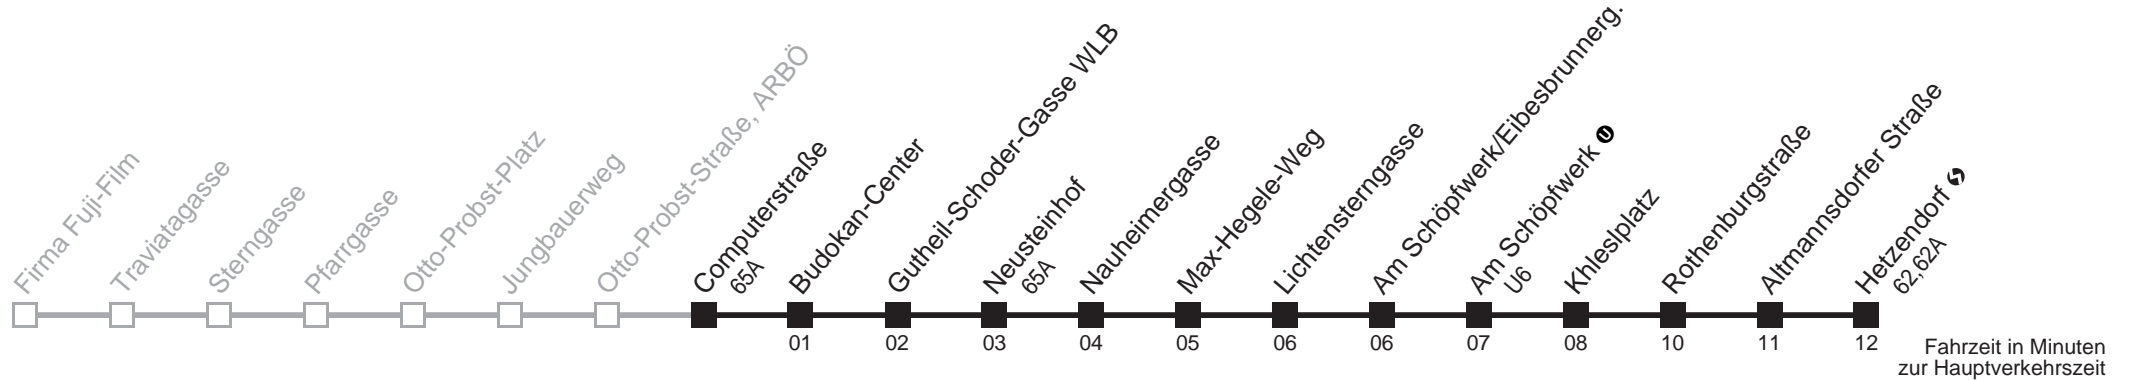 Firma Fuji-Film
Traviatagasse
Sterngasse
Pfarrgasse
Otto-Probst-Platz
Jungbauerweg
Otto-Probst-Straße, ARBÖ
Computerstraße
65A
Budokan-Center
Gutheil-Schoder-Gasse WLB
Neusteinhof
65A
Nauheimergasse
Max-Hegele-Weg
Lichtensterngasse
Am Schöpfwerk/Eibesbrunnerg.
Am Schöpfwerk U
U6
Khleslplatz
Rothenburgstraße
Altmannsdorfer Straße
Hetzendorf
62,62A
01 02 03 04 05 06 06 07 08 10 11 12
Fahrzeit in Minuten
zur Hauptverkehrszeit